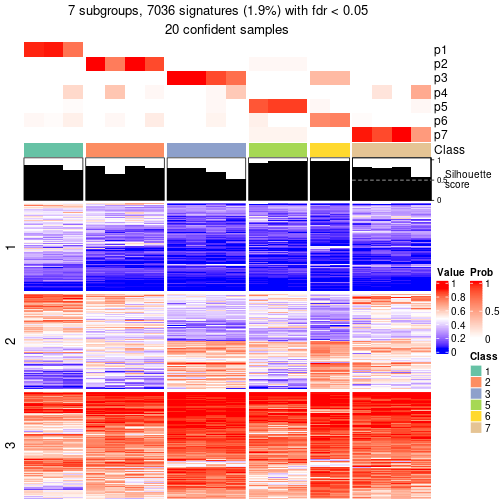 7 subgroups, 7036 signatures (1.9%) with fdr < 0.05
20 confident samples
p1
p2
p3
p4
p5
p6
p7
Class
1
0.5
0
Silhouette
score
1
2
3
Value
1
0.8
0.6
0.4
0.2
0
Prob
1
0.5
0
Class
1
2
3
5
6
7